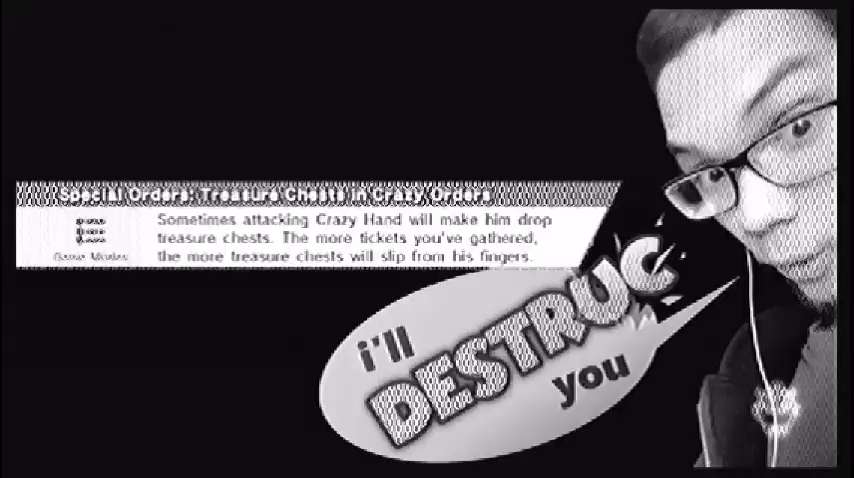 Special Orders: Treasure Chests in Crazy Orders
Sometimes attacking Crazy Hand will make him drop
treasure chests. The more tickets you've gathered,
the more treasure chests will slip from his fingers.
Game Modes
i'll
DESTRUC
you